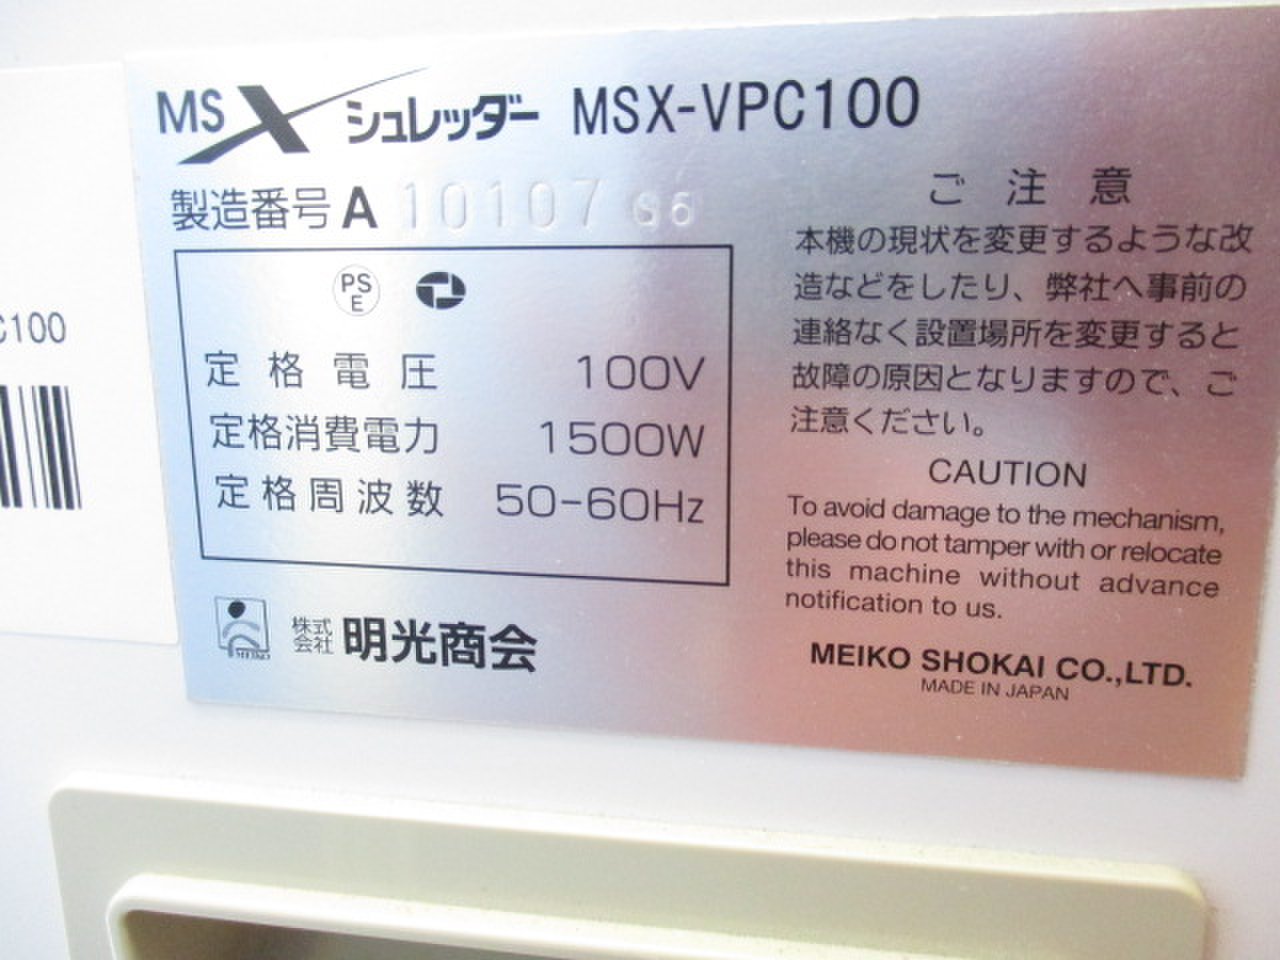 MSX シュレッダー MSX-VPC100
製造番号 A 10107 S6
PS
E
定格電圧 100V
定格消費電力 1500W
定格周波数 50-60Hz
MEIKO
株式
会社 明光商会
ご注意
本機の現状を変更するような改
造などをしたり、弊社へ事前の
連絡なく設置場所を変更すると
故障の原因となりますので、ご
注意ください。
CAUTION
To avoid damage to the mechanism,
please do not tamper with or relocate
this machine without advance
notification to us.
MEIKO SHOKAI CO.,LTD.
MADE IN JAPAN
C100